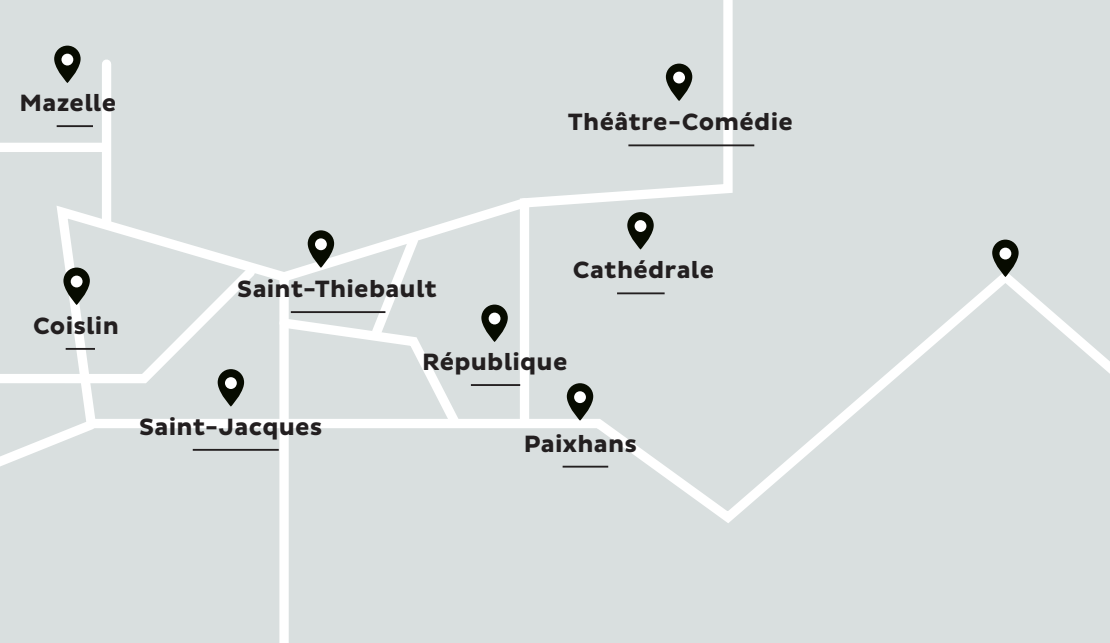 Mazelle
Théâtre-Comédie
Cathédrale
Saint-Thiebault
Coislin
République
Saint-Jacques
Paixhans